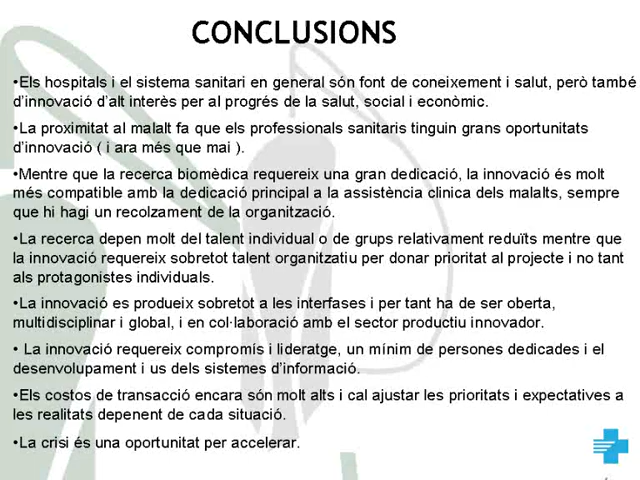 CONCLUSIONS
•Els hospitals i el sistema sanitari en general són font de coneixement i salut, però també
d'innovació d'alt interès per al progrés de la salut, social i econòmic.
•La proximitat al malalt fa que els professionals sanitaris tinguin grans oportunitats
d'innovació ( i ara més que mai ).
•Mentre que la recerca biomèdica requereix una gran dedicació, la innovació és molt
més compatible amb la dedicació principal a la assistència clinica dels malalts, sempre
que hi hagi un recolzament de la organització.
•La recerca depen molt del talent individual o de grups relativament reduïts mentre que
la innovació requereix sobretot talent organitzatiu per donar prioritat al projecte i no tant
als protagonistes individuals.
•La innovació es produeix sobretot a les interfases i per tant ha de ser oberta,
multidisciplinar i global, i en col·laboració amb el sector productiu innovador.
• La innovació requereix compromís i lideratge, un mínim de persones dedicades i el
desenvolupament i us dels sistemes d'informació.
•Els costos de transacció encara són molt alts i cal ajustar les prioritats i expectatives a
les realitats depenent de cada situació.
•La crisi és una oportunitat per accelerar.